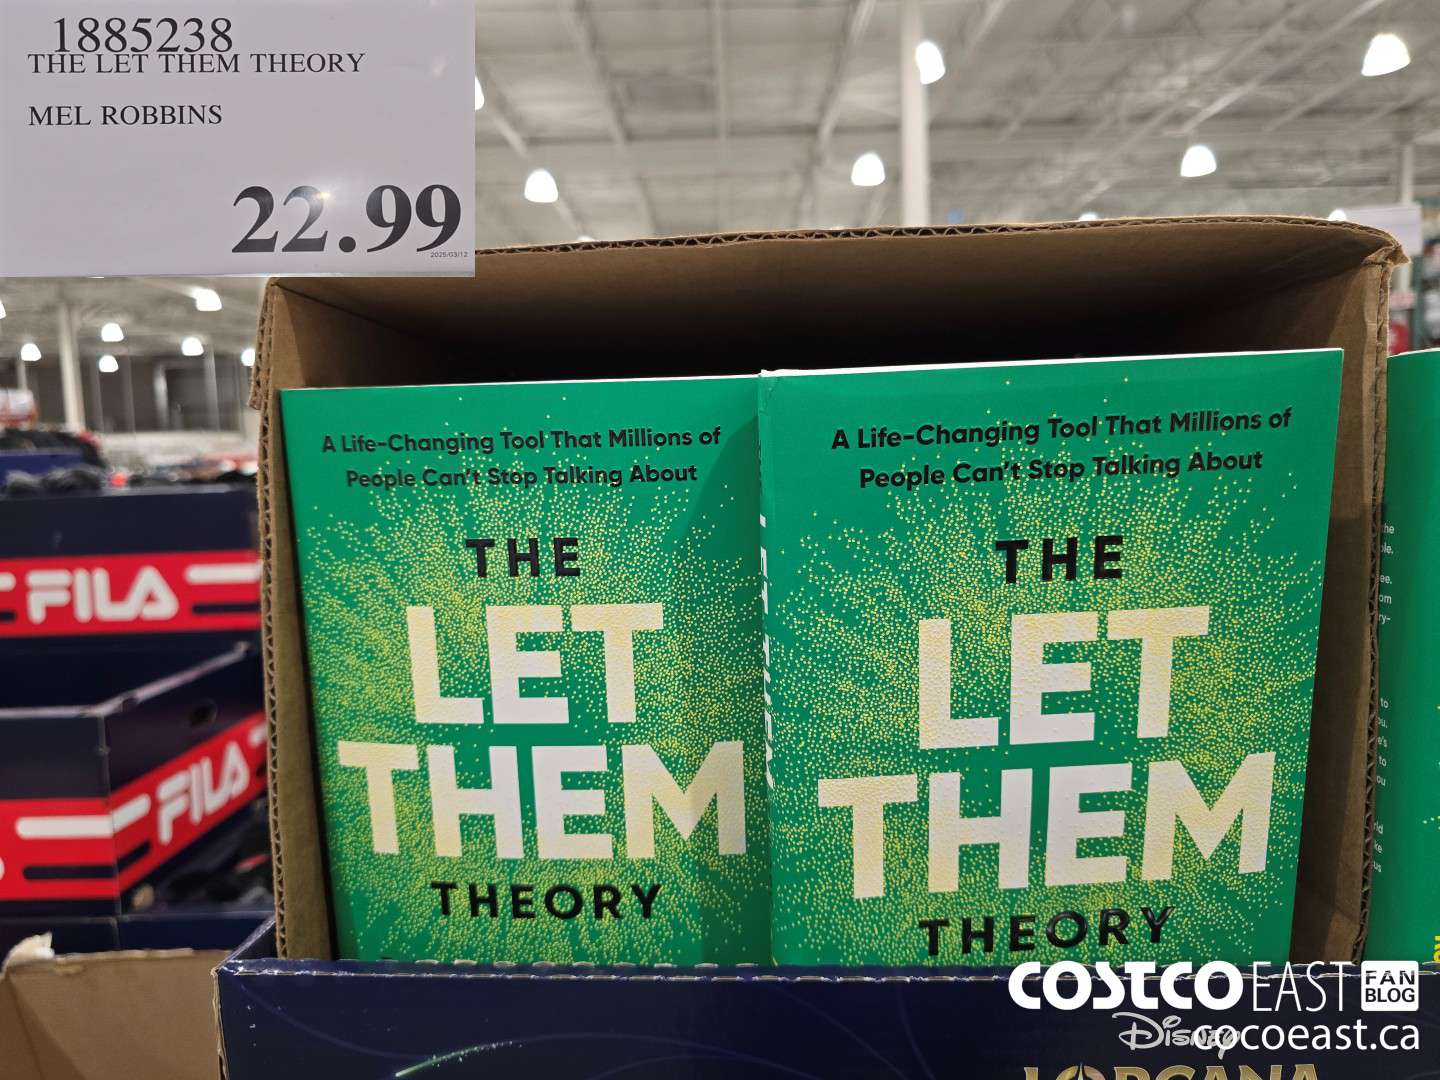 1885238
THE LET THEM THEORY
MEL ROBBINS
22.99
2025/03/12
A Life-Changing Tool That Millions of
People Can't Stop Talking About
THE
LET
THEM
THEORY
A Life-Changing Tool That Millions of
People Can't Stop Talking About
THE
LET
THEM
THEORY
FILA
FILA
COSTCO EAST FAN BLOG
Disney
cocoeast.ca
LORCANA